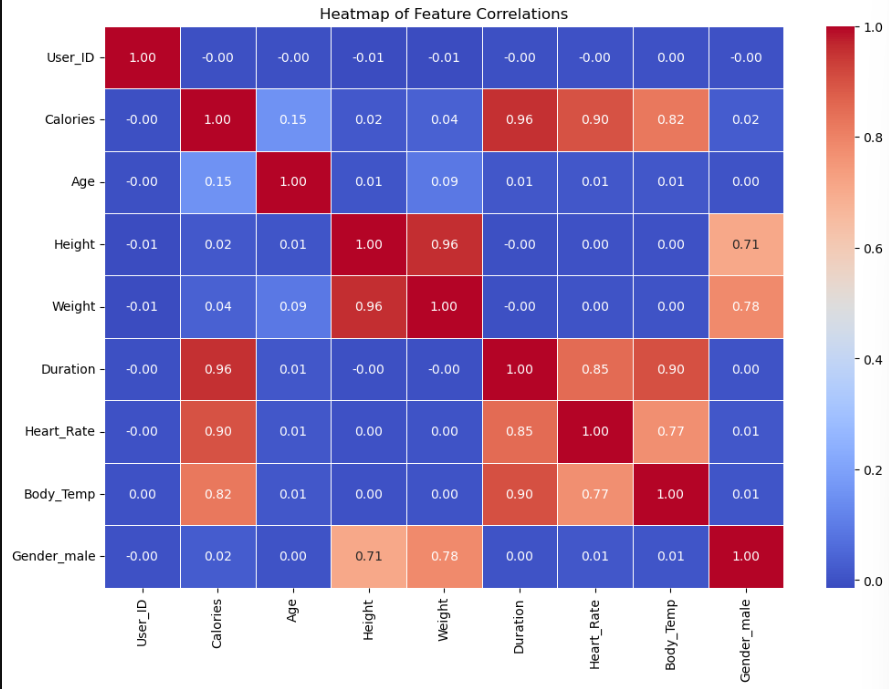 Heatmap of Feature Correlations
User_ID 1.00 -0.00 -0.00 -0.01 -0.01 -0.00 -0.00 0.00 -0.00
Calories -0.00 1.00 0.15 0.02 0.04 0.96 0.90 0.82 0.02
Age -0.00 0.15 1.00 0.01 0.09 0.01 0.01 0.01 0.00
Height -0.01 0.02 0.01 1.00 0.96 -0.00 0.00 0.00 0.71
Weight -0.01 0.04 0.09 0.96 1.00 -0.00 0.00 0.00 0.78
Duration -0.00 0.96 0.01 -0.00 -0.00 1.00 0.85 0.90 0.00
Heart_Rate -0.00 0.90 0.01 0.00 0.00 0.85 1.00 0.77 0.01
Body_Temp 0.00 0.82 0.01 0.00 0.00 0.90 0.77 1.00 0.01
Gender_male -0.00 0.02 0.00 0.71 0.78 0.00 0.01 0.01 1.00
User_ID Calories Age Height Weight Duration Heart_Rate Body_Temp Gender_male
1.0
0.8
0.6
0.4
0.2
0.0